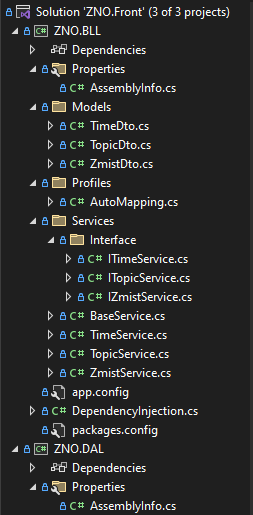 Solution 'ZNO.Front' (3 of 3 projects)
C# ZNO.BLL
Dependencies
Properties
C# AssemblyInfo.cs
Models
C# TimeDto.cs
C# TopicDto.cs
C# ZmistDto.cs
Profiles
C# AutoMapping.cs
Services
Interface
C# ITimeService.cs
C# ITopicService.cs
C# IZmistService.cs
C# BaseService.cs
C# TimeService.cs
C# TopicService.cs
C# ZmistService.cs
app.config
C# DependencyInjection.cs
packages.config
C# ZNO.DAL
Dependencies
Properties
C# AssemblyInfo.cs